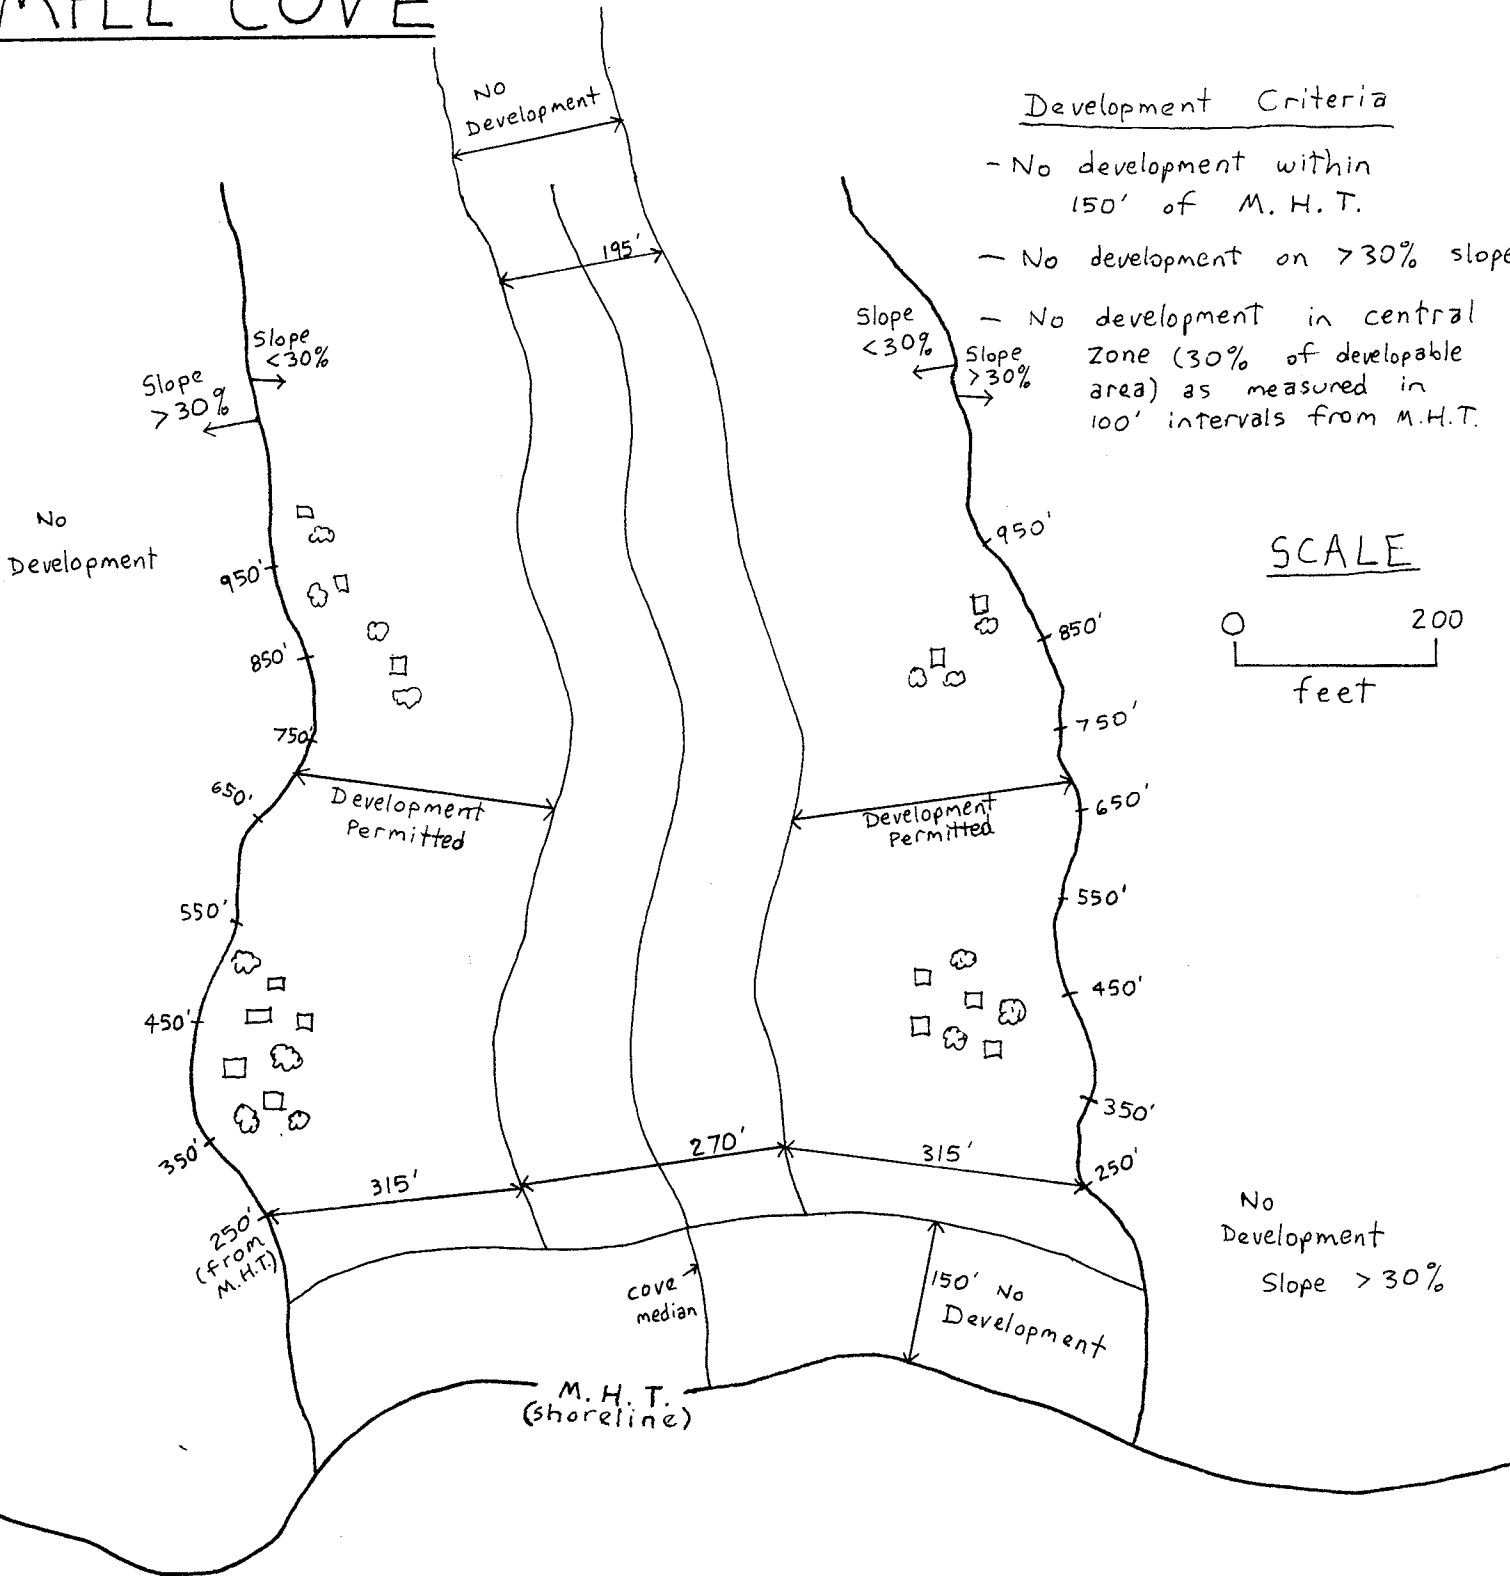 MILL COVE
No
Development
195'
Development Criteria
- No development within
150' of M. H. T.
- No development on >30% slope
- No development in central
zone (30% of developable
area) as measured in
100' intervals from M.H.T.
Slope
<30%
Slope
>30%
Slope
<30%
Slope
>30%
No
Development
950'
850'
750'
650'
550'
450'
350'
250'
(from
M.H.T.)
950'
850'
750'
650'
550'
450'
350'
250'
SCALE
0 200
feet
Development
Permitted
Development
Permitted
315'
270'
315'
cove
median
150' No
Development
No
Development
Slope > 30%
M. H. T.
(shoreline)